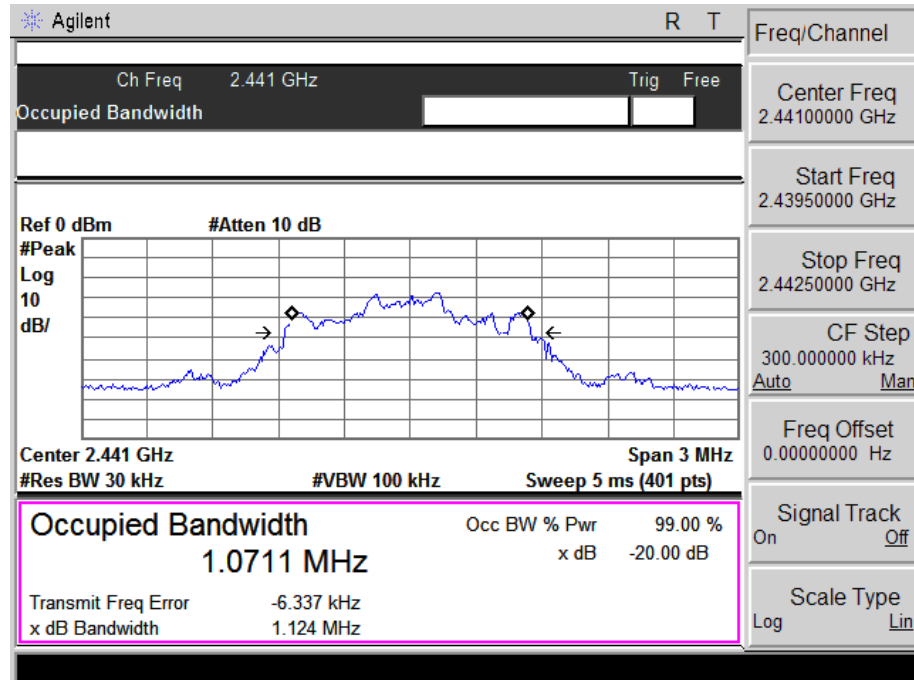 Agilent R T
Ch Freq 2.441 GHz Trig Free
Occupied Bandwidth
Ref 0 dBm #Atten 10 dB
#Peak
Log
10
dB/
Center 2.441 GHz Span 3 MHz
#Res BW 30 kHz #VBW 100 kHz Sweep 5 ms (401 pts)
Occupied Bandwidth Occ BW % Pwr 99.00 %
1.0711 MHz x dB -20.00 dB
Transmit Freq Error -6.337 kHz
x dB Bandwidth 1.124 MHz
Freq/Channel
Center Freq
2.44100000 GHz
Start Freq
2.43950000 GHz
Stop Freq
2.44250000 GHz
CF Step
300.000000 kHz
Auto Man
Freq Offset
0.00000000 Hz
Signal Track
On Off
Scale Type
Log Lin